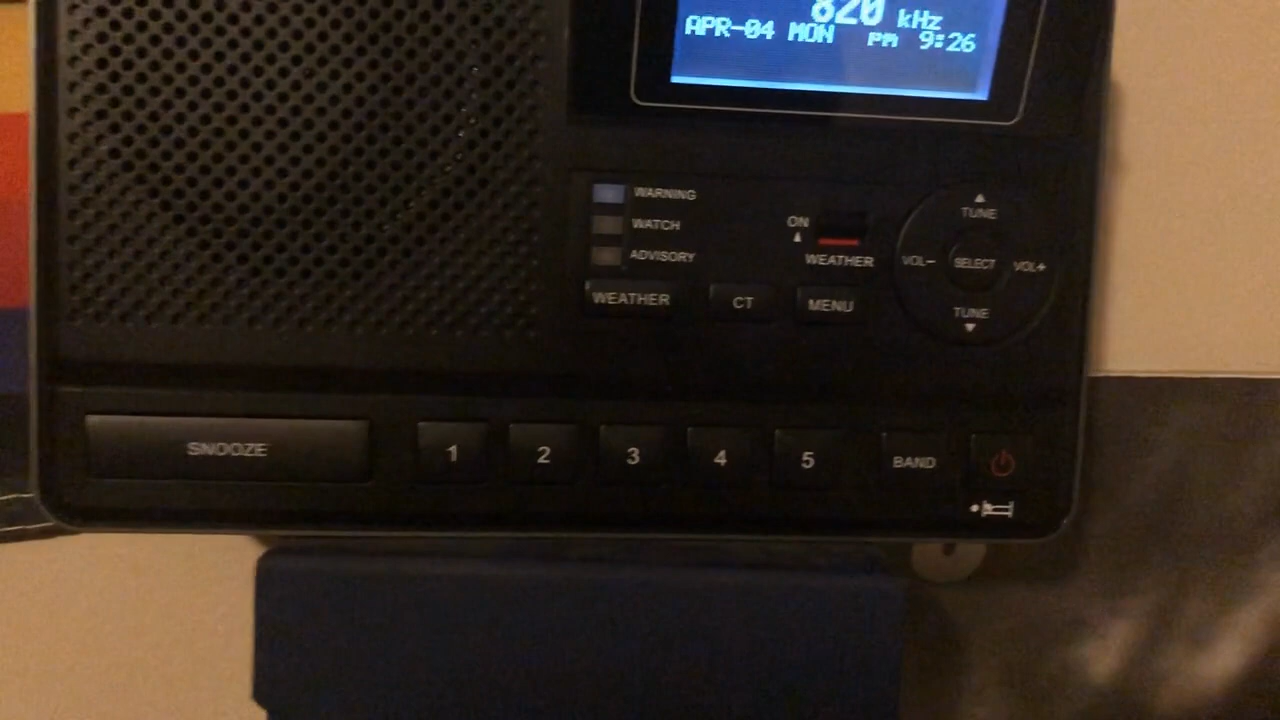 820 kHz
APR-04 MON PM 9:26
WARNING
WATCH
ADVISORY
ON
WEATHER
TUNE
VOL-
SELECT
VOL+
TUNE
WEATHER
CT
MENU
SNOOZE
1
2
3
4
5
BAND